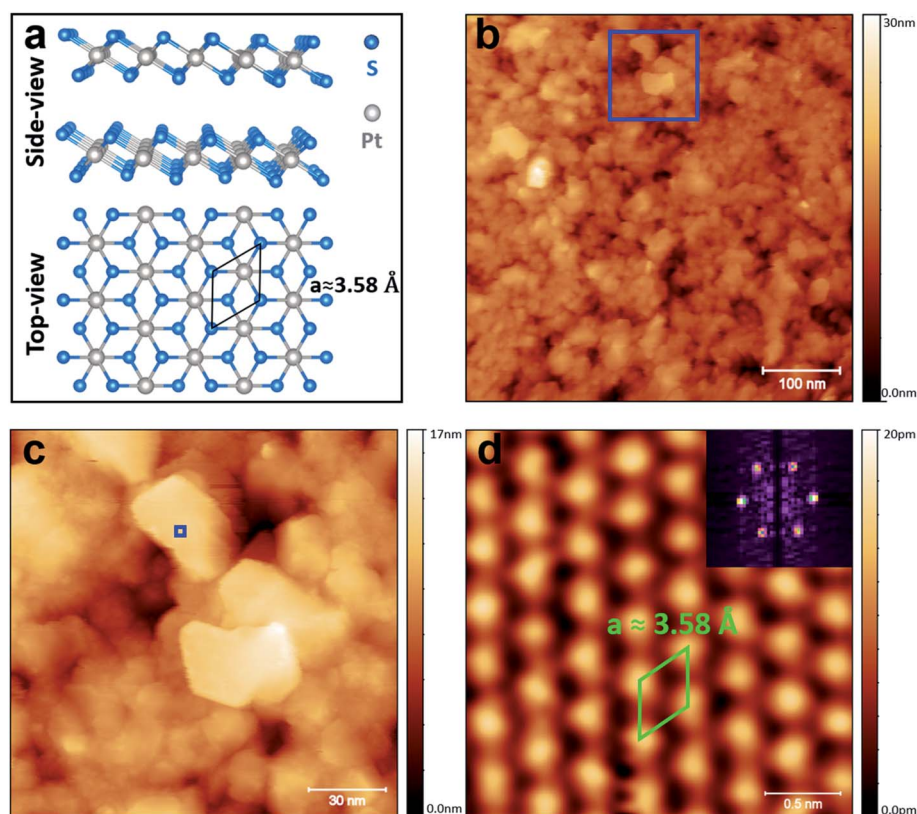 a
Side-view
S
Pt
Top-view
a≈3.58 Å
b
30nm
100 nm
0.0nm
c
17nm
30 nm
0.0nm
d
20pm
a ≈ 3.58 Å
0.5 nm
0.0pm